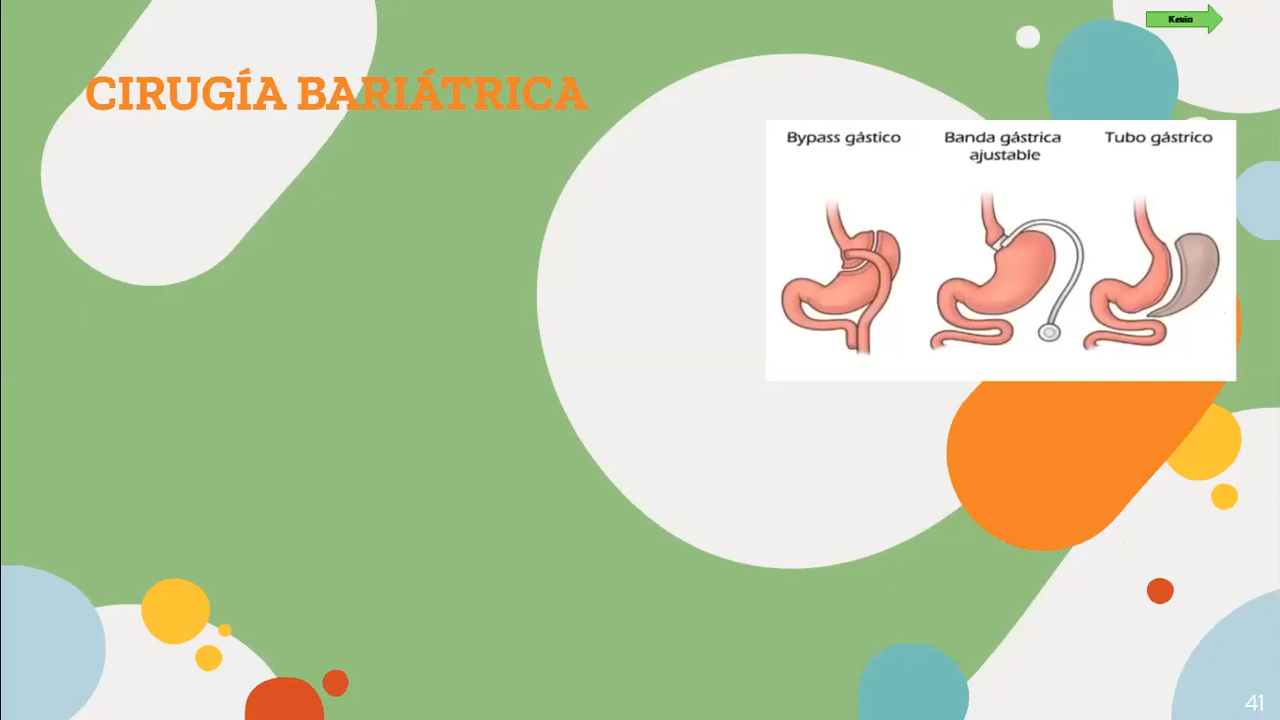 Kevin
CIRUGÍA BARIÁTRICA
Bypass gástico
Banda gástrica
ajustable
Tubo gástrico
41